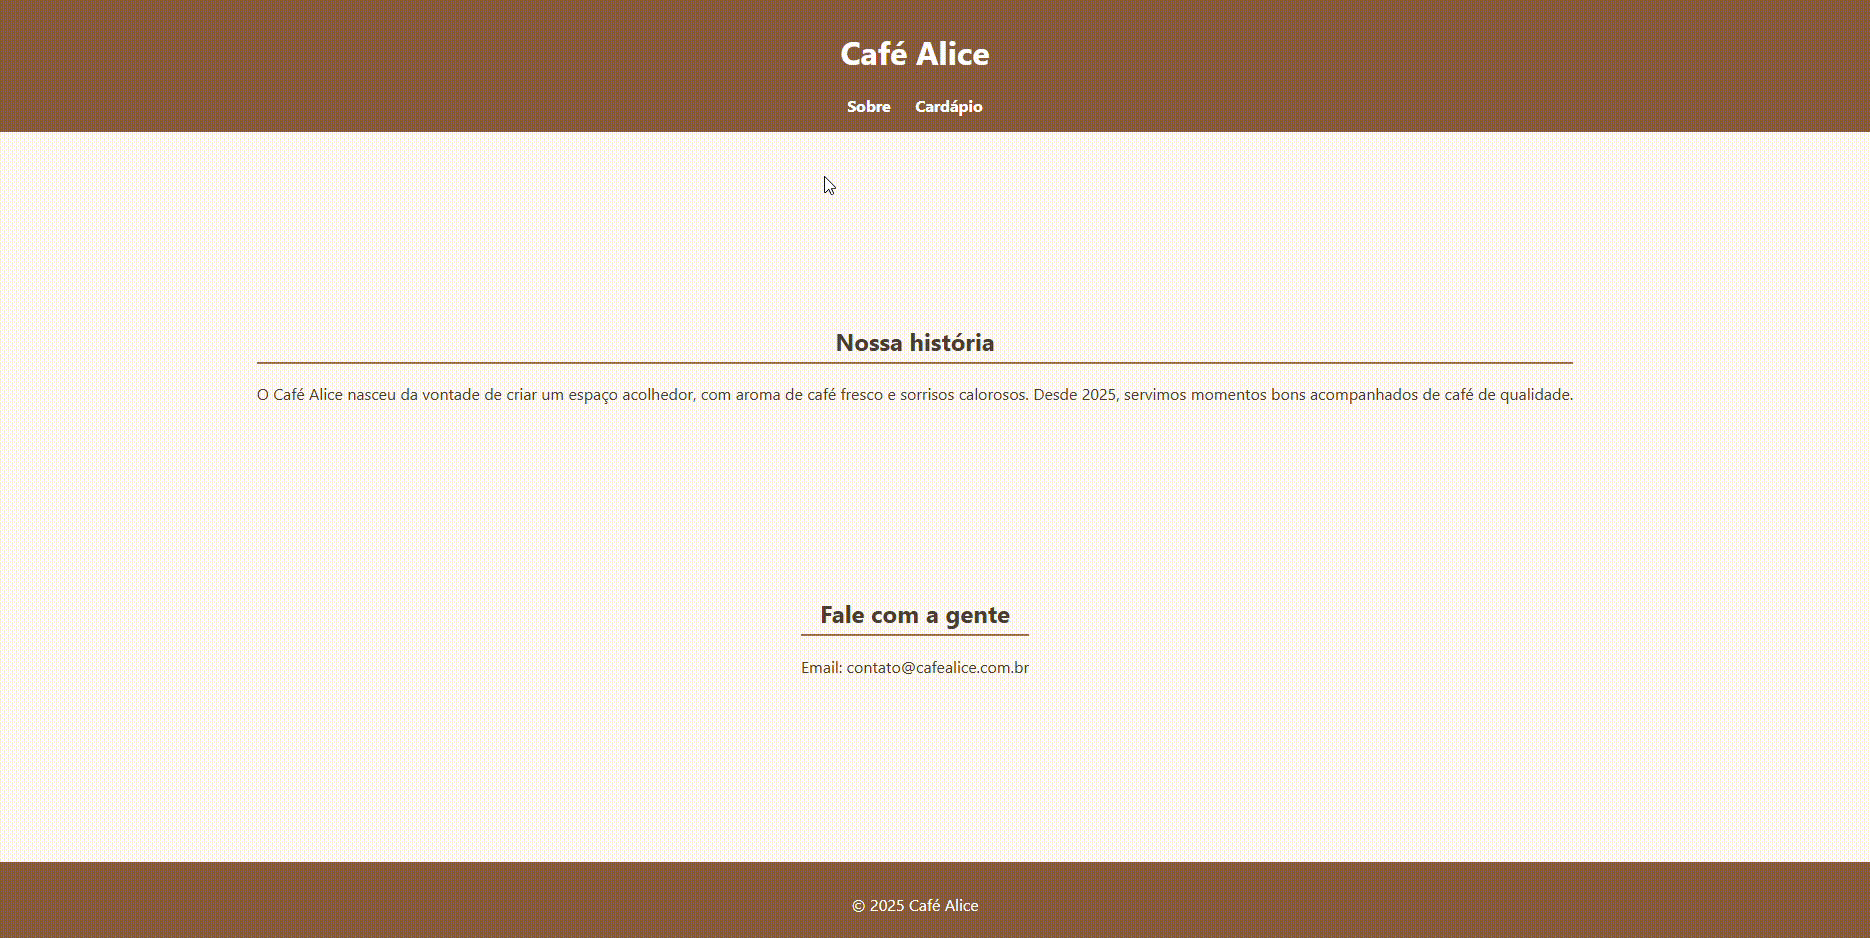 Café Alice
Sobre Cardápio
Nossa história
O Café Alice nasceu da vontade de criar um espaço acolhedor, com aroma de café fresco e sorrisos calorosos. Desde 2025, servimos momentos bons acompanhados de café de qualidade.
Fale com a gente
Email: contato@cafealice.com.br
© 2025 Café Alice